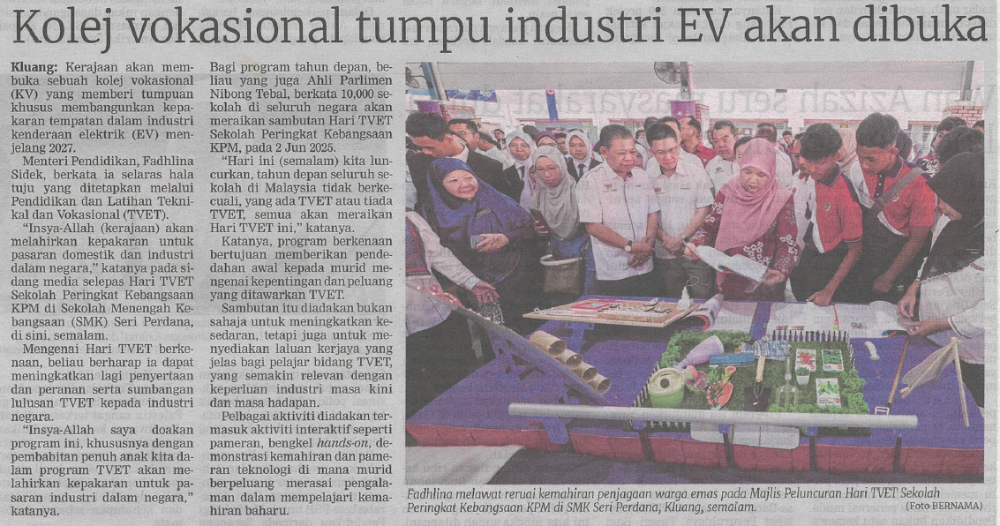 Kolej vokasional tumpu industri EV akan dibuka
Kluang: Kerajaan akan mem-
buka sebuah kolej vokasional
(KV) yang memberi tumpuan
khusus membangunkan kepa-
karan tempatan dalam industri
kenderaan elektrik (EV) men-
jelang 2027.
Menteri Pendidikan, Fadhlina
Sidek, berkata ia selaras hala
tuju yang ditetapkan melalui
Pendidikan dan Latihan Tekni-
kal dan Vokasional (TVET).
“Insya-Allah (kerajaan) akan
melahirkan kepakaran untuk
pasaran domestik dan industri
dalam negara,” katanya pada si-
dang media selepas Hari TVET
Sekolah Peringkat Kebangsaan
KPM di Sekolah Menengah Ke-
bangsaan (SMK) Seri Perdana,
di sini, semalam.
Mengenai Hari TVET berke-
naan, beliau berharap ia dapat
meningkatkan lagi penyertaan
dan peranan serta sumbangan
lulusan TVET kepada industri
negara.
“Insya-Allah saya doakan
program ini, khususnya dengan
pembabitan penuh anak kita da-
lam program TVET akan me-
lahirkan kepakaran untuk pa-
saran industri dalam negara,”
katanya.
Bagi program tahun depan, be-
liau yang juga Ahli Parlimen
Nibong Tebal, berkata 10,000 se-
kolah di seluruh negara akan
meraikan sambutan Hari TVET
Sekolah Peringkat Kebangsaan
KPM, pada 2 Jun 2025.
“Hari ini (semalam) kita lun-
curkan, tahun depan seluruh se-
kolah di Malaysia tidak berke-
cuali, yang ada TVET atau tiada
TVET, semua akan meraikan
Hari TVET ini,” katanya.
Katanya, program berkenaan
bertujuan memberikan pende-
dahan awal kepada murid me-
ngenai kepentingan dan peluang
yang ditawarkan TVET.
Sambutan itu diadakan bukan
sahaja untuk meningkatkan ke-
sedaran, tetapi juga untuk me-
nyediakan laluan kerjaya yang
jelas bagi pelajar bidang TVET,
yang semakin relevan dengan
keperluan industri masa kini
dan masa hadapan.
Pelbagai aktiviti diadakan ter-
masuk aktiviti interaktif seperti
pameran, bengkel hands-on, de-
monstrasi kemahiran dan pame-
ran teknologi di mana murid
berpeluang merasai pengala-
man dalam mempelajari kema-
hiran baharu.
Fadhlina melawat reruai kemahiran penjagaan warga emas pada Majlis Peluncuran Hari TVET Sekolah
Peringkat Kebangsaan KPM di SMK Seri Perdana, Kluang, semalam.
(Foto BERNAMA)